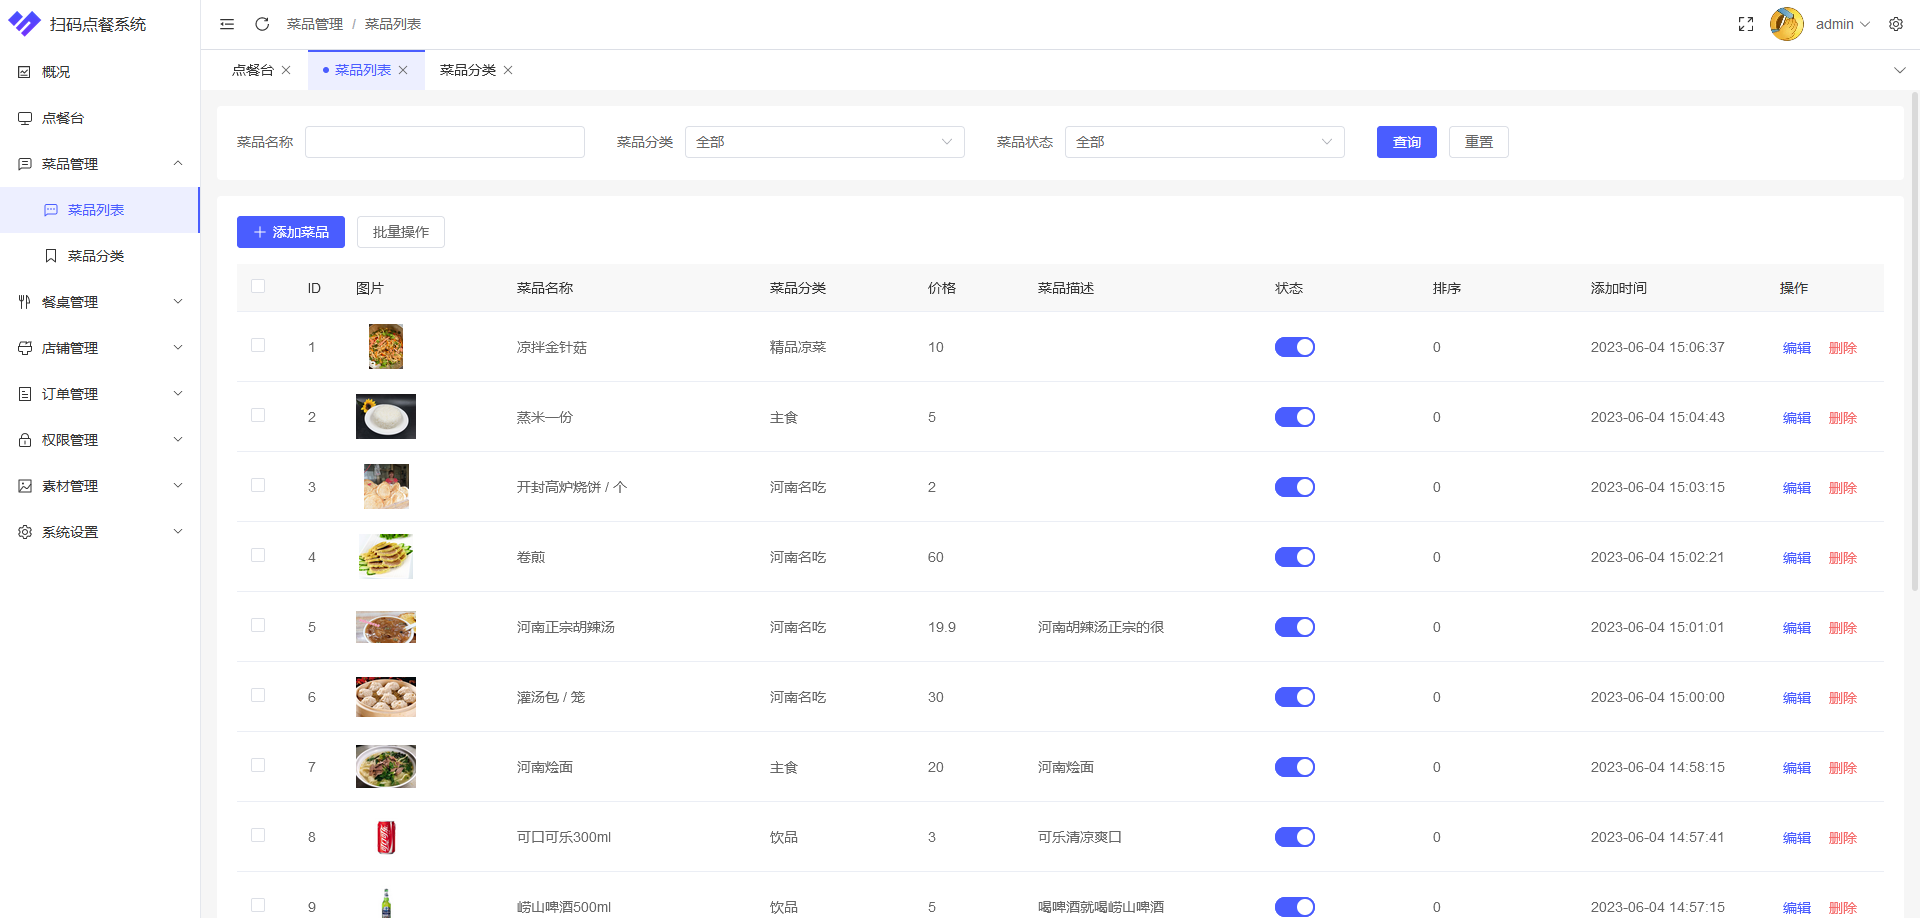 扫码点餐系统
菜品管理 / 菜品列表
admin
概况
点餐台
菜品管理
菜品列表
菜品分类
餐桌管理
店铺管理
订单管理
权限管理
素材管理
系统设置
点餐台 菜品列表 菜品分类
菜品名称 菜品分类 全部 菜品状态 全部 查询 重置
添加菜品 批量操作
ID 图片 菜品名称 菜品分类 价格 菜品描述 状态 排序 添加时间 操作
1 凉拌金针菇 精品凉菜 10 0 2023-06-04 15:06:37 编辑 删除
2 蒸米一份 主食 5 0 2023-06-04 15:04:43 编辑 删除
3 开封高炉烧饼 / 个 河南名吃 2 0 2023-06-04 15:03:15 编辑 删除
4 卷煎 河南名吃 60 0 2023-06-04 15:02:21 编辑 删除
5 河南正宗胡辣汤 河南名吃 19.9 河南胡辣汤正宗的很 0 2023-06-04 15:01:01 编辑 删除
6 灌汤包 / 笼 河南名吃 30 0 2023-06-04 15:00:00 编辑 删除
7 河南烩面 主食 20 河南烩面 0 2023-06-04 14:58:15 编辑 删除
8 可口可乐300ml 饮品 3 可乐清凉爽口 0 2023-06-04 14:57:41 编辑 删除
9 崂山啤酒500ml 饮品 5 喝啤酒就喝崂山啤酒 0 2023-06-04 14:57:15 编辑 删除